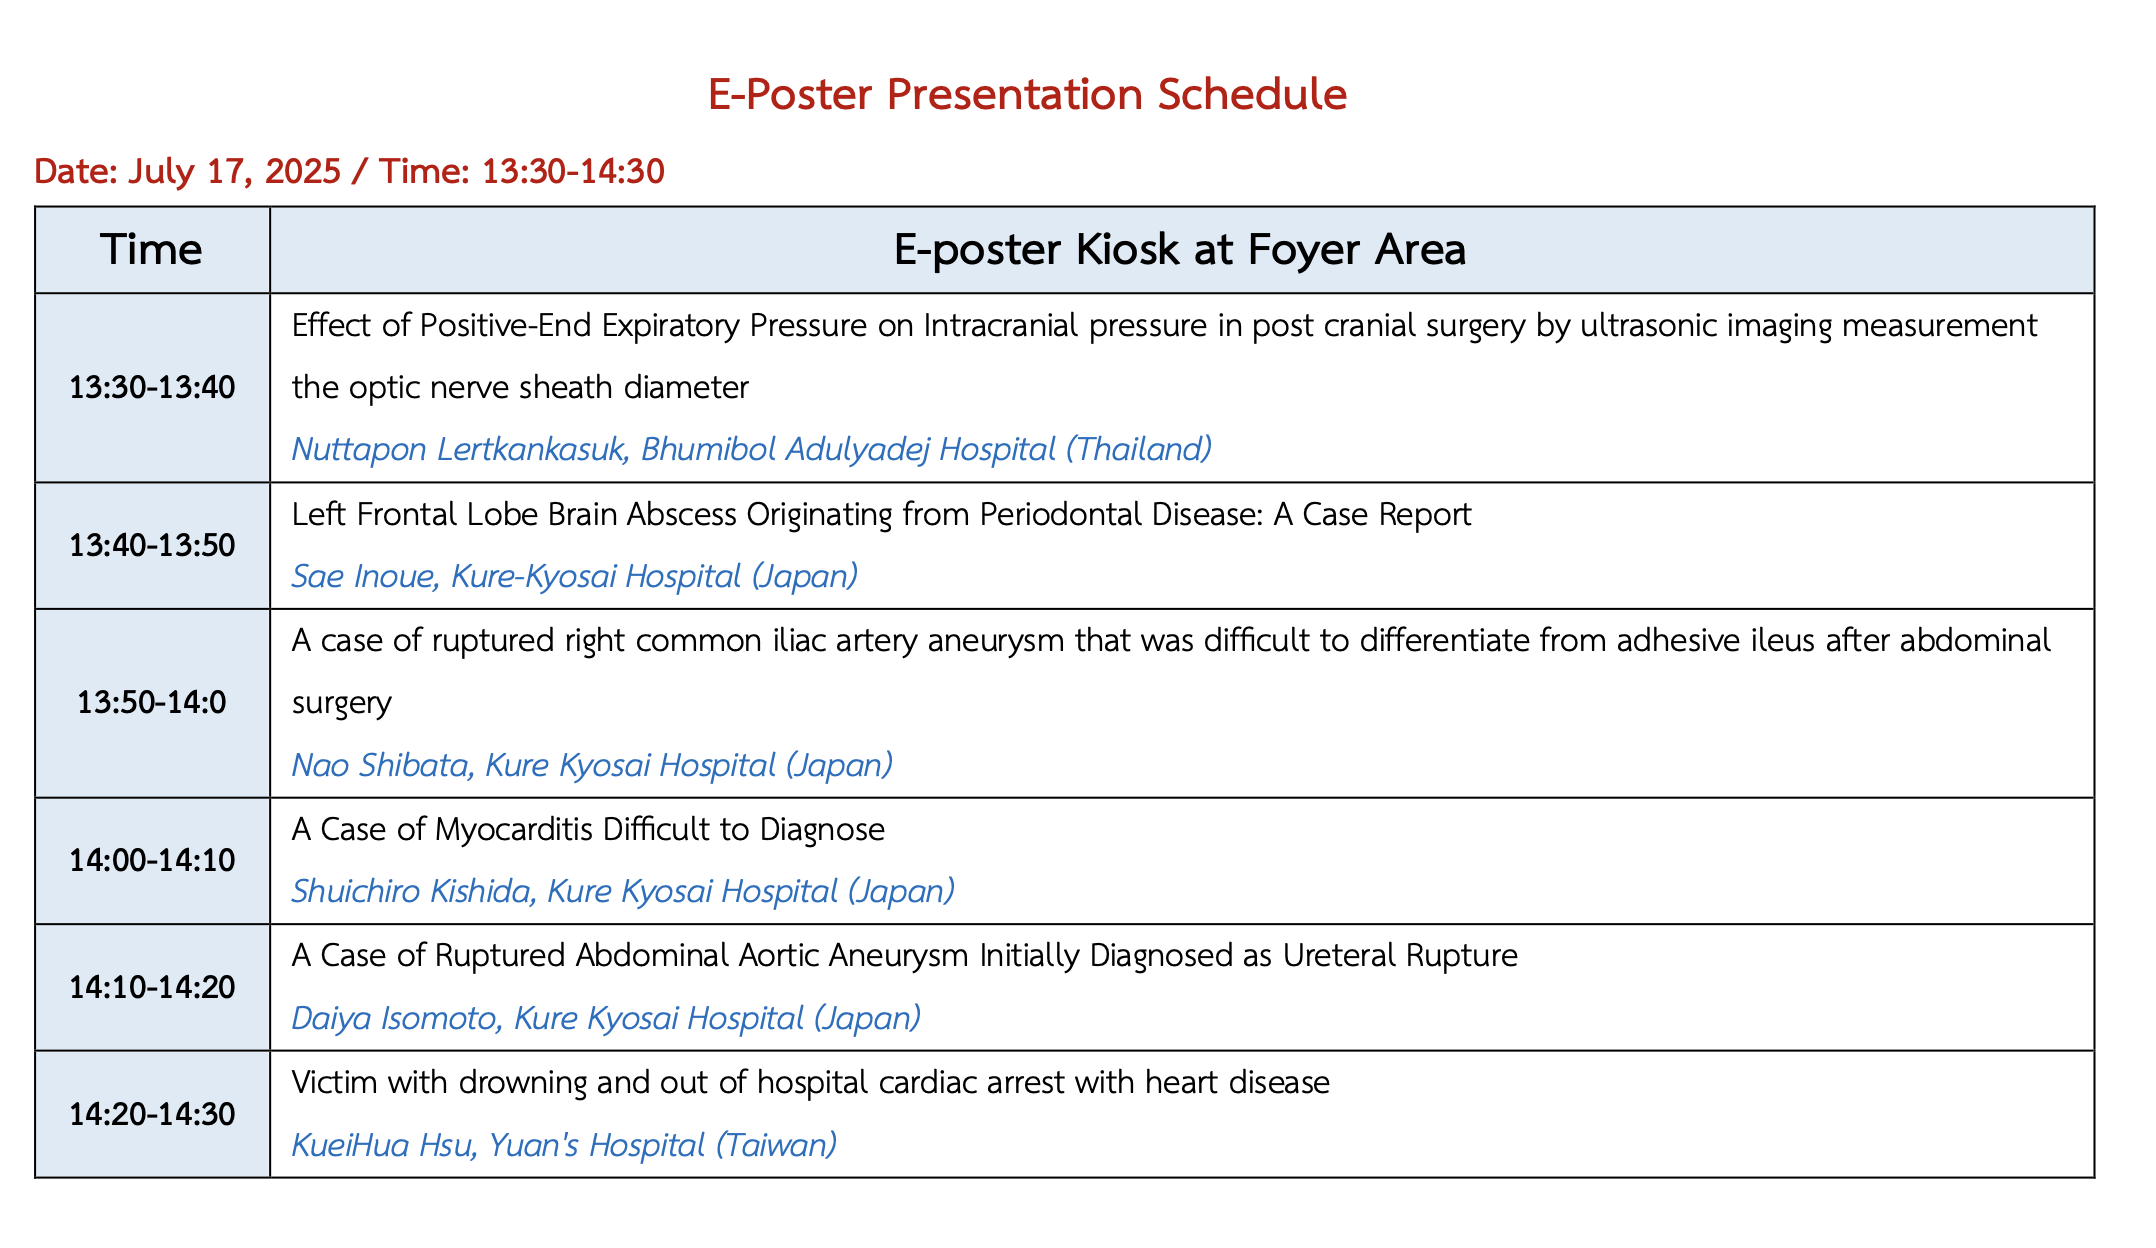 E-Poster Presentation Schedule
Date: July 17, 2025 / Time: 13:30-14:30
Time
E-poster Kiosk at Foyer Area
13:30-13:40
Effect of Positive-End Expiratory Pressure on Intracranial pressure in post cranial surgery by ultrasonic imaging measurement
the optic nerve sheath diameter
Nuttapon Lertkankasuk, Bhumibol Adulyadej Hospital (Thailand)
13:40-13:50
Left Frontal Lobe Brain Abscess Originating from Periodontal Disease: A Case Report
Sae Inoue, Kure-Kyosai Hospital (Japan)
13:50-14:0
A case of ruptured right common iliac artery aneurysm that was difficult to differentiate from adhesive ileus after abdominal
surgery
Nao Shibata, Kure Kyosai Hospital (Japan)
14:00-14:10
A Case of Myocarditis Difficult to Diagnose
Shuichiro Kishida, Kure Kyosai Hospital (Japan)
14:10-14:20
A Case of Ruptured Abdominal Aortic Aneurysm Initially Diagnosed as Ureteral Rupture
Daiya Isomoto, Kure Kyosai Hospital (Japan)
14:20-14:30
Victim with drowning and out of hospital cardiac arrest with heart disease
KueiHua Hsu, Yuan's Hospital (Taiwan)